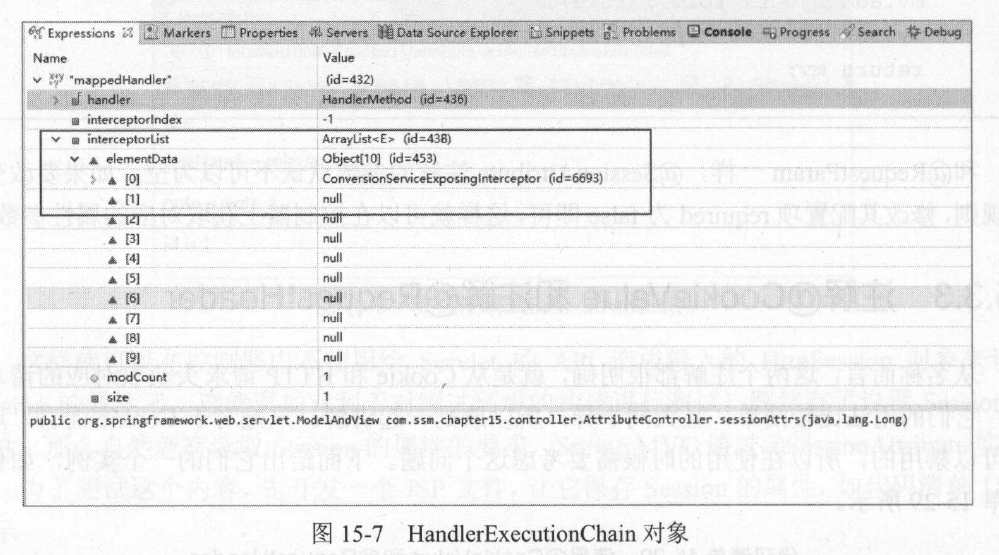 Expressions Markers Properties Servers Data Source Explorer Snippets Problems Console Progress Search Debug
Name Value
"mappedHandler" (id=432)
handler HandlerMethod (id=436)
interceptorIndex -1
interceptorList ArrayList<E> (id=438)
elementData Object[10] (id=453)
[0] ConversionServiceExposingInterceptor (id=6693)
[1] null
[2] null
[3] null
[4] null
[5] null
[6] null
[7] null
[8] null
[9] null
modCount 1
size 1
public org.springframework.web.servlet.ModelAndView com.ssm.chapter15.controller.AttributeController.sessionAttrs(java.lang.Long)
图 15-7 HandlerExecutionChain 对象